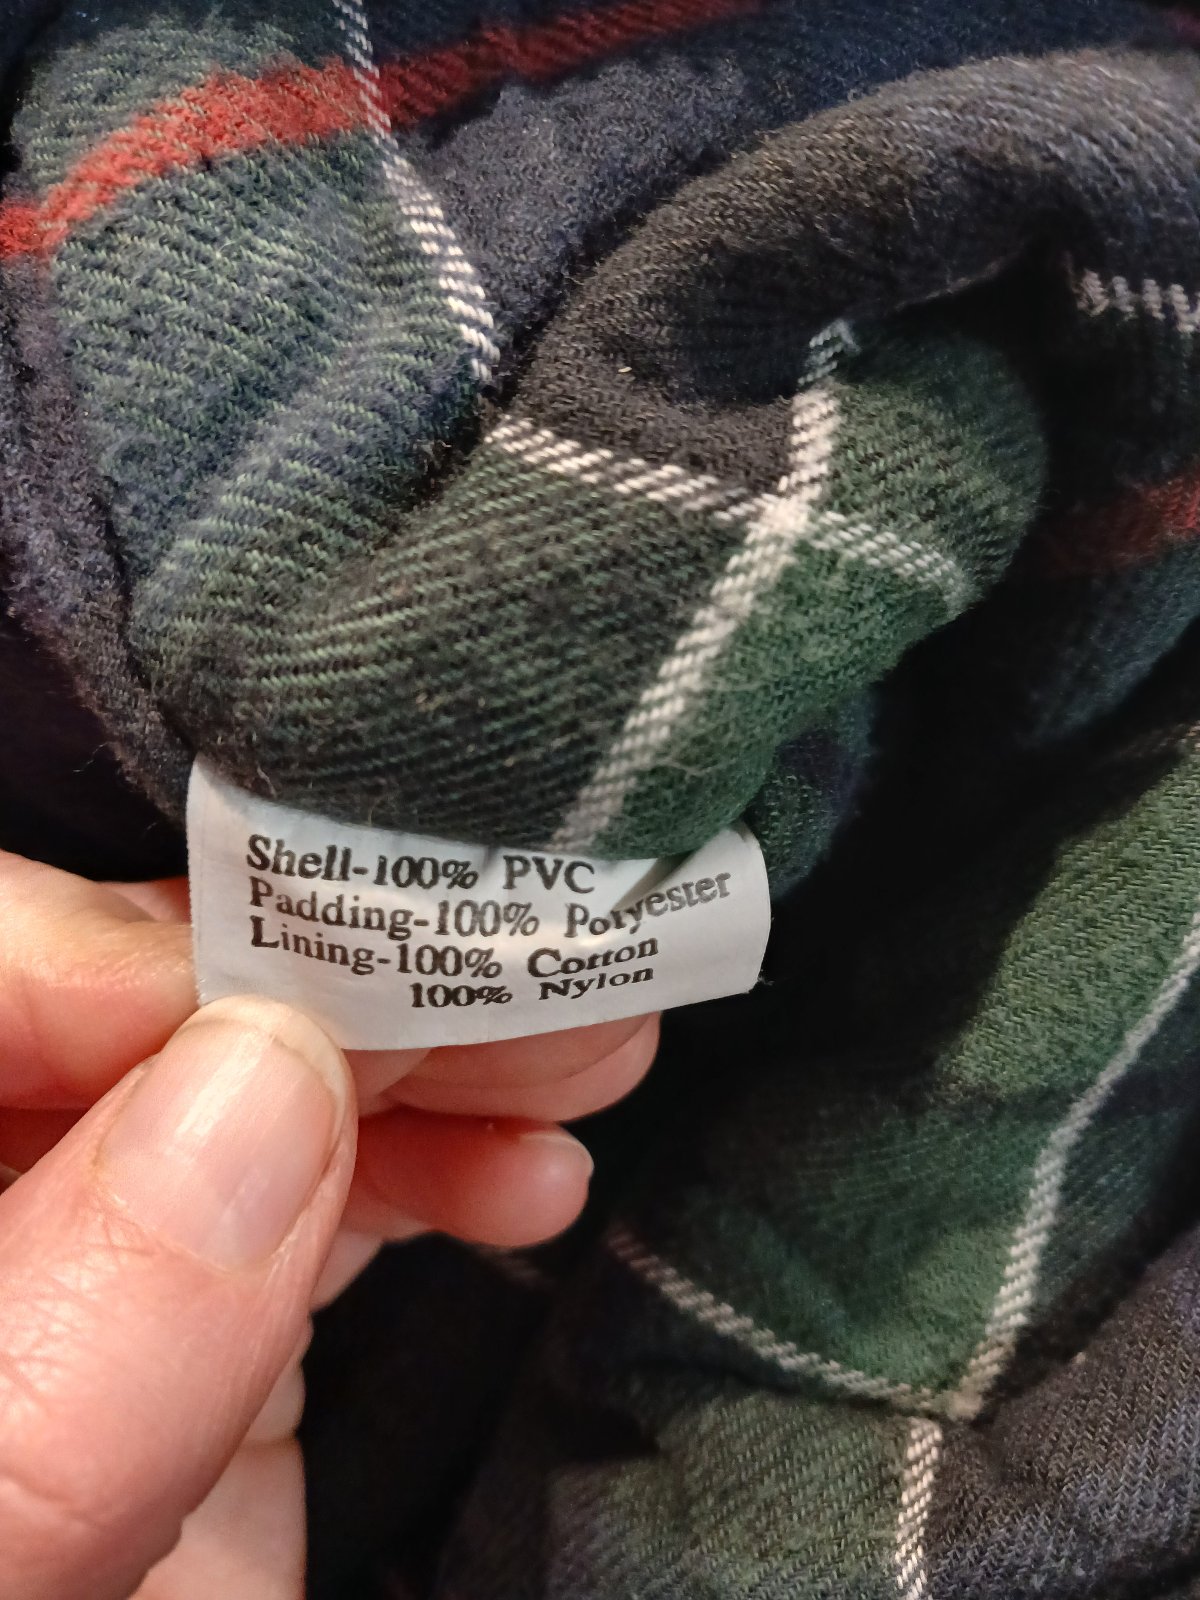 Shell-100% PVC
Padding-100% Polyester
Lining-100% Cotton
100% Nylon